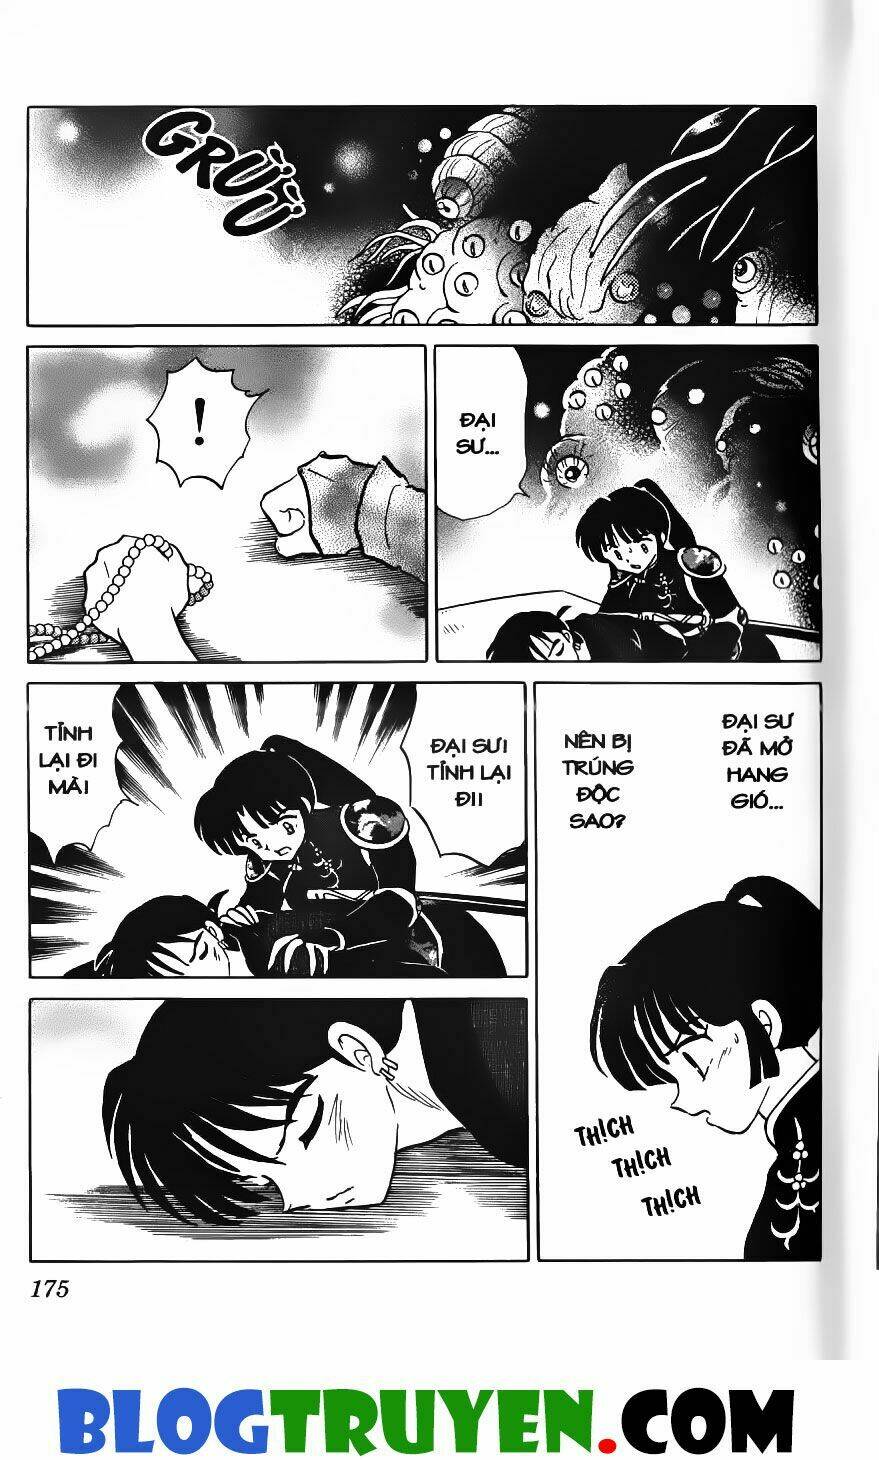 GRỪỪ
ĐẠI
SƯ...
!
ĐẠI SƯ
ĐÃ MỞ
HANG
GIÓ...
NÊN BỊ
TRÚNG
ĐỘC
SAO?
THỊCH
THỊCH
THỊCH
ĐẠI SƯ!
TỈNH LẠI
ĐI!
TỈNH
LẠI ĐI
MÀ!
175
BLOGTRUYEN.COM